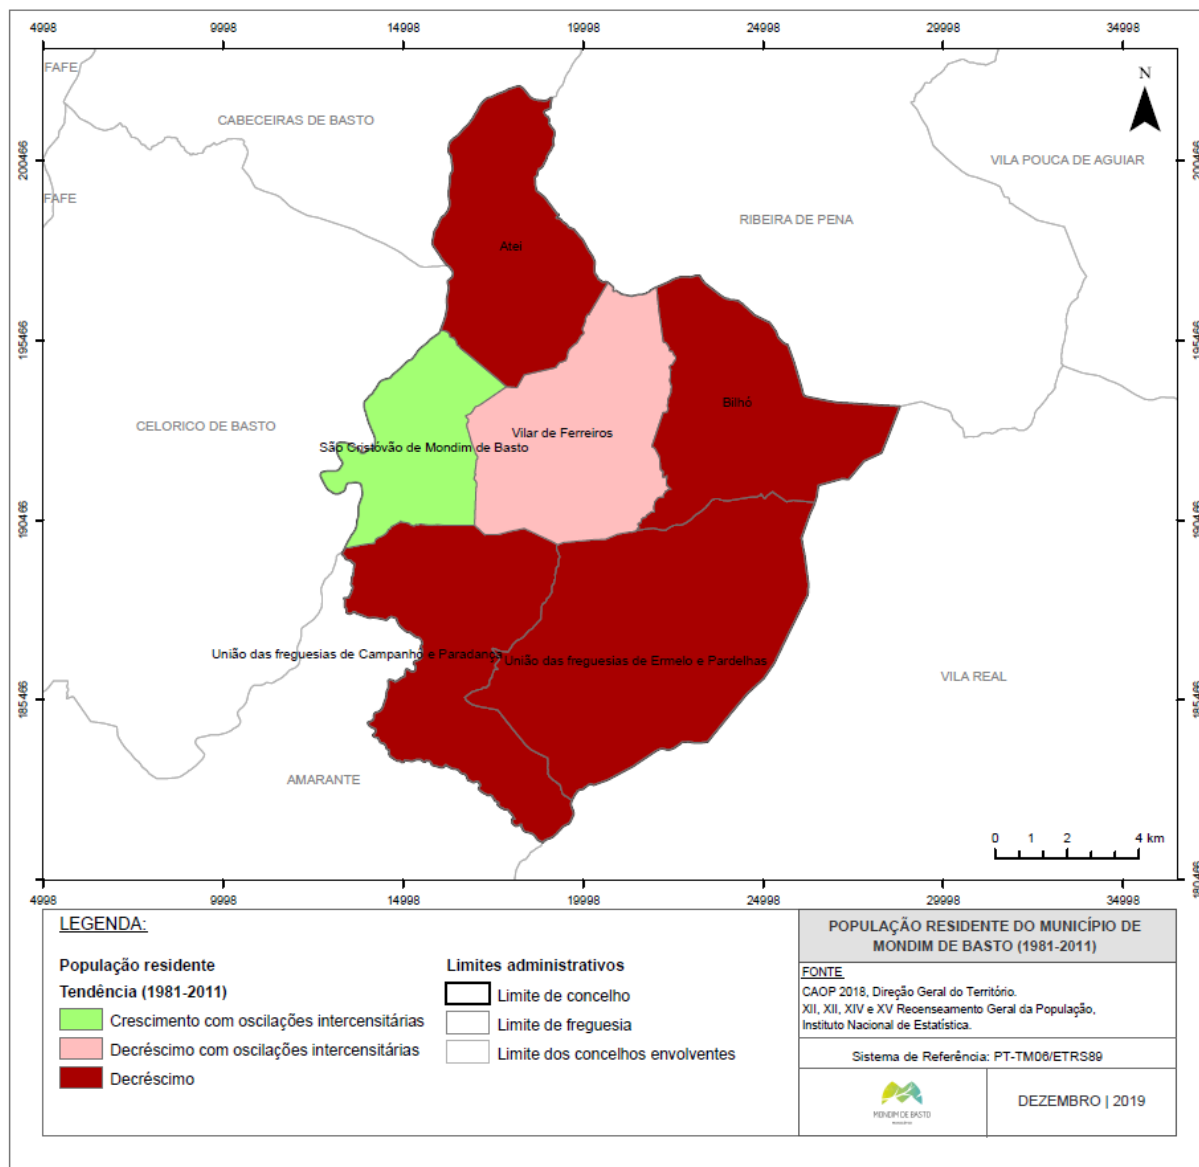 4998 9998 14998 19998 24998 29998 34998
FAFE
CABECEIRAS DE BASTO
N
200466 200466
VILA POUCA DE AGUIAR
FAFE
RIBEIRA DE PENA
Atei
195466 195466
Bilhó
CELORICO DE BASTO
Vilar de Ferreiros
São Cristóvão de Mondim de Basto
190466 190466
União das freguesias de Campanhó e Paradança
União das freguesias de Ermelo e Pardelhas
VILA REAL
185466 185466
AMARANTE
0 1 2 4 km
180466
4998 9998 14998 19998 24998 29998 34998
LEGENDA:
População residente
Tendência (1981-2011)
Crescimento com oscilações intercensitárias
Decréscimo com oscilações intercensitárias
Decréscimo
Limites administrativos
Limite de concelho
Limite de freguesia
Limite dos concelhos envolventes
POPULAÇÃO RESIDENTE DO MUNICÍPIO DE
MONDIM DE BASTO (1981-2011)
FONTE
CAOP 2018, Direção Geral do Território.
XII, XII, XIV e XV Recenseamento Geral da População,
Instituto Nacional de Estatística.
Sistema de Referência: PT-TM06/ETRS89
MONDIM DE BASTO
DEZEMBRO | 2019